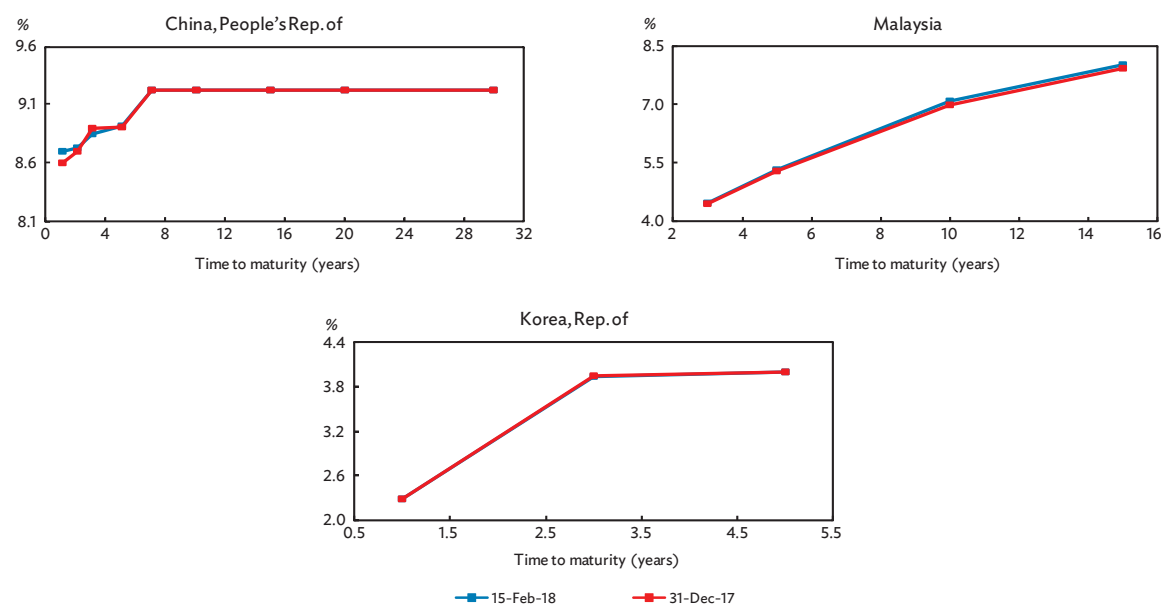 China, People's Rep. of
%
9.6
9.1
8.6
8.1
0 4 8 12 16 20 24 28 32
Time to maturity (years)
Malaysia
%
8.5
7.0
5.5
4.0
2 4 6 8 10 12 14 16
Time to maturity (years)
Korea, Rep. of
%
4.4
3.8
3.2
2.6
2.0
0.5 1.5 2.5 3.5 4.5 5.5
Time to maturity (years)
15-Feb-18 31-Dec-17